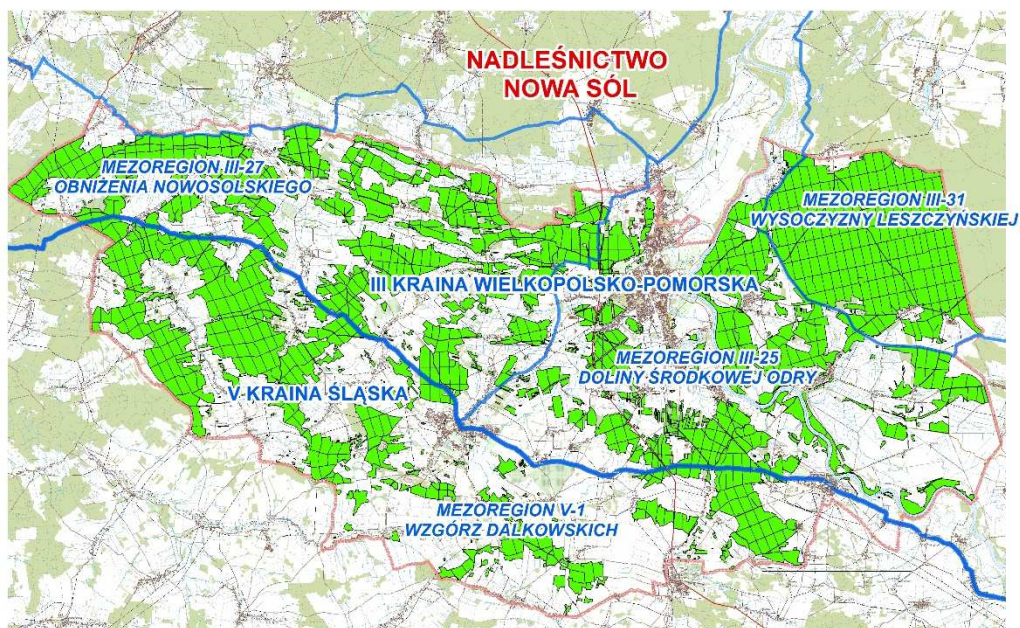 NADLEŚNICTWO
NOWA SÓL
MEZOREGION III-27
OBNIŻENIA NOWOSOLSKIEGO
MEZOREGION III-31
WYSOCZYZNY LESZCZYŃSKIEJ
III KRAINA WIELKOPOLSKO-POMORSKA
MEZOREGION III-25
DOLINY ŚRODKOWEJ ODRY
V KRAINA ŚLĄSKA
MEZOREGION V-1
WZGÓRZ DALKOWSKICH